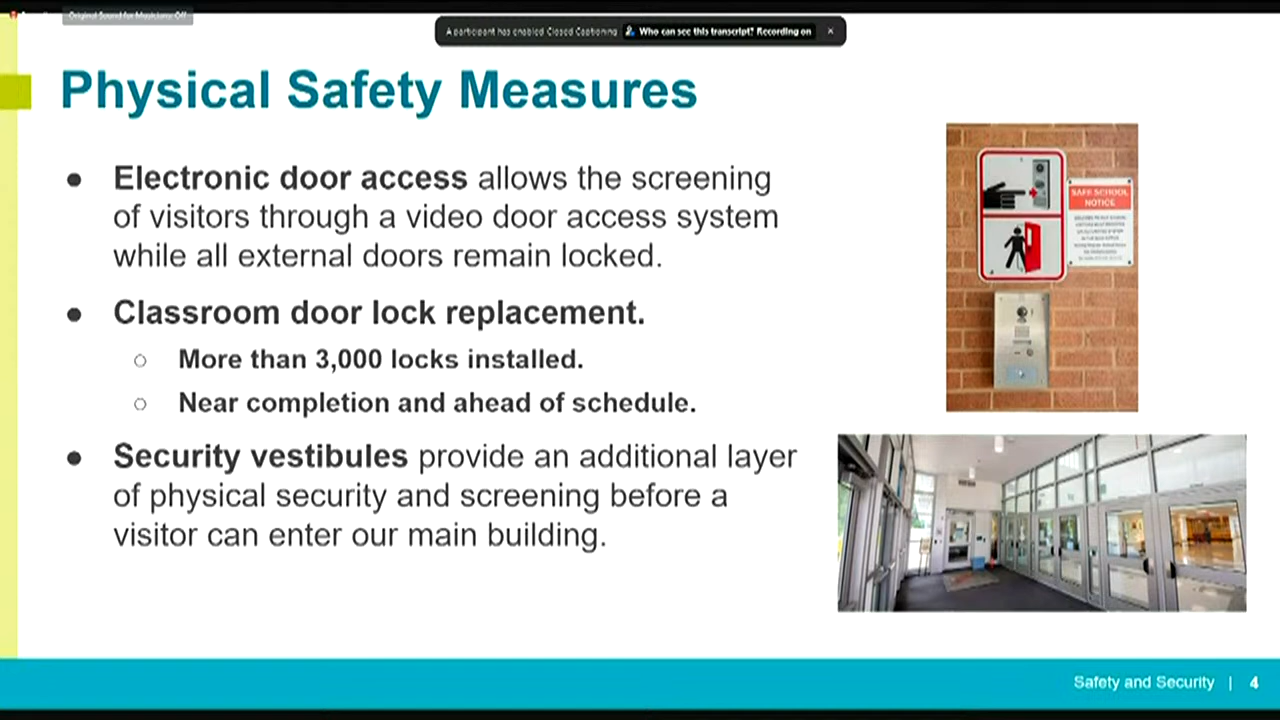 Original Sound for Musicians: Off
A participant has enabled Closed Captioning Who can see this transcript? Recording on ×
Physical Safety Measures
● Electronic door access allows the screening
of visitors through a video door access system
while all external doors remain locked.
● Classroom door lock replacement.
○ More than 3,000 locks installed.
○ Near completion and ahead of schedule.
● Security vestibules provide an additional layer
of physical security and screening before a
visitor can enter our main building.
SAFE SCHOOL
NOTICE
Safety and Security | 4